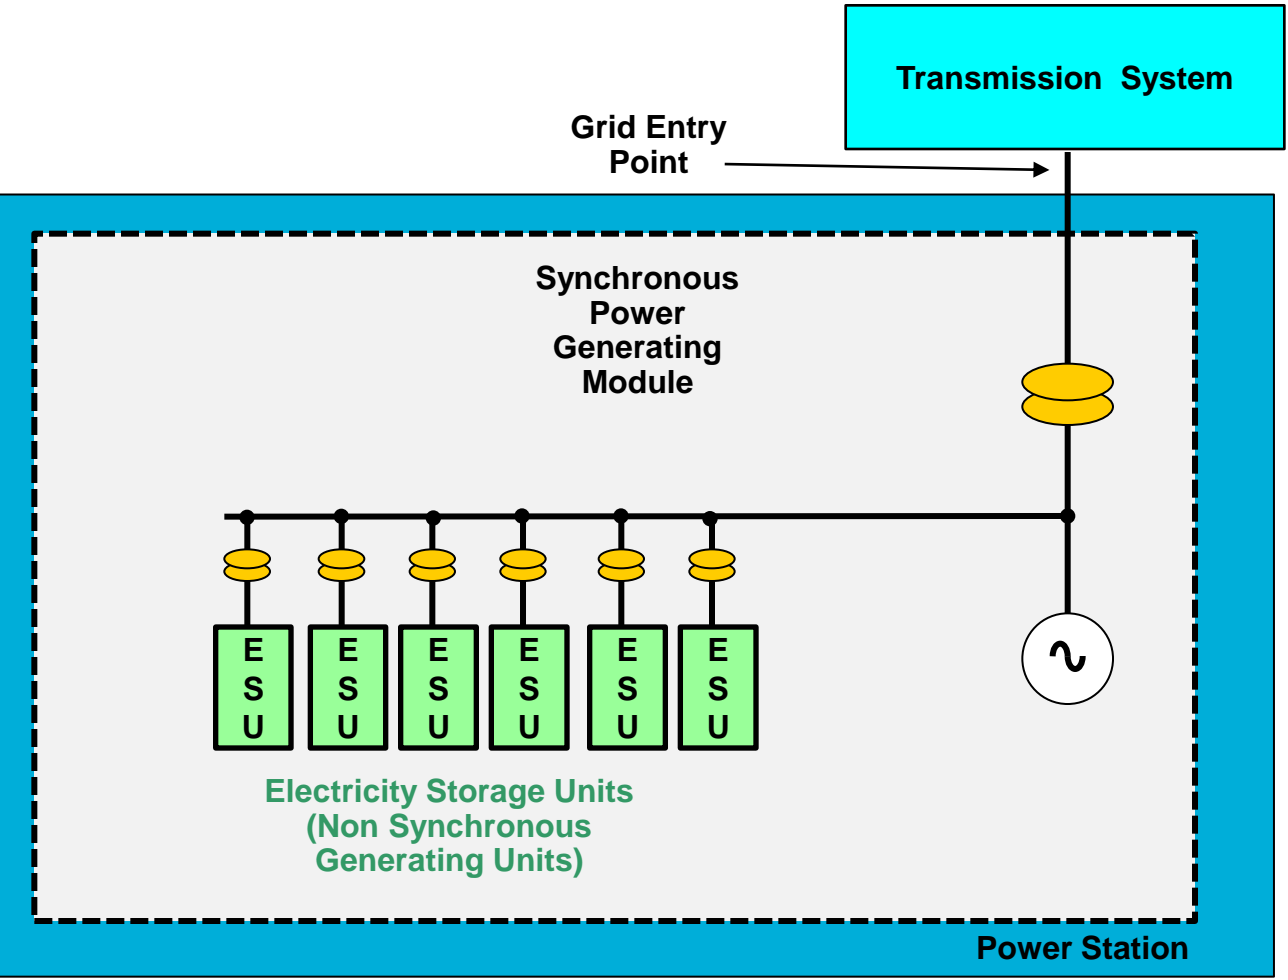 Transmission System
Grid Entry
Point
Synchronous
Power
Generating
Module
E E E E E E
S S S S S S
U U U U U U
Electricity Storage Units
(Non Synchronous
Generating Units)
Power Station